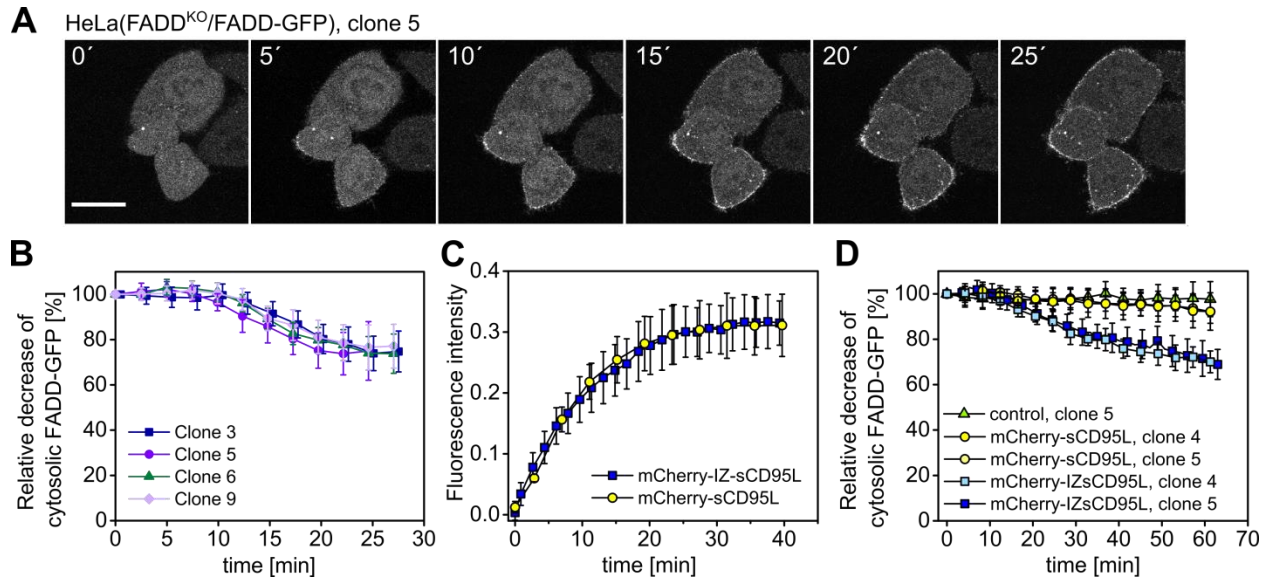 A
HeLa(FADDKO/FADD-GFP), clone 5
0´ 5´ 10´ 15´ 20´ 25´
B
Relative decrease of
cytosolic FADD-GFP [%]
100
80
60
40
20
0
Clone 3
Clone 5
Clone 6
Clone 9
0 5 10 15 20 25 30
time [min]
C
Fluorescence intensity
0.4
0.3
0.2
0.1
0.0
mCherry-IZ-sCD95L
mCherry-sCD95L
0 10 20 30 40
time [min]
D
Relative decrease of
cytosolic FADD-GFP [%]
100
80
60
40
20
0
control, clone 5
mCherry-sCD95L, clone 4
mCherry-sCD95L, clone 5
mCherry-IZsCD95L, clone 4
mCherry-IZsCD95L, clone 5
0 10 20 30 40 50 60 70
time [min]